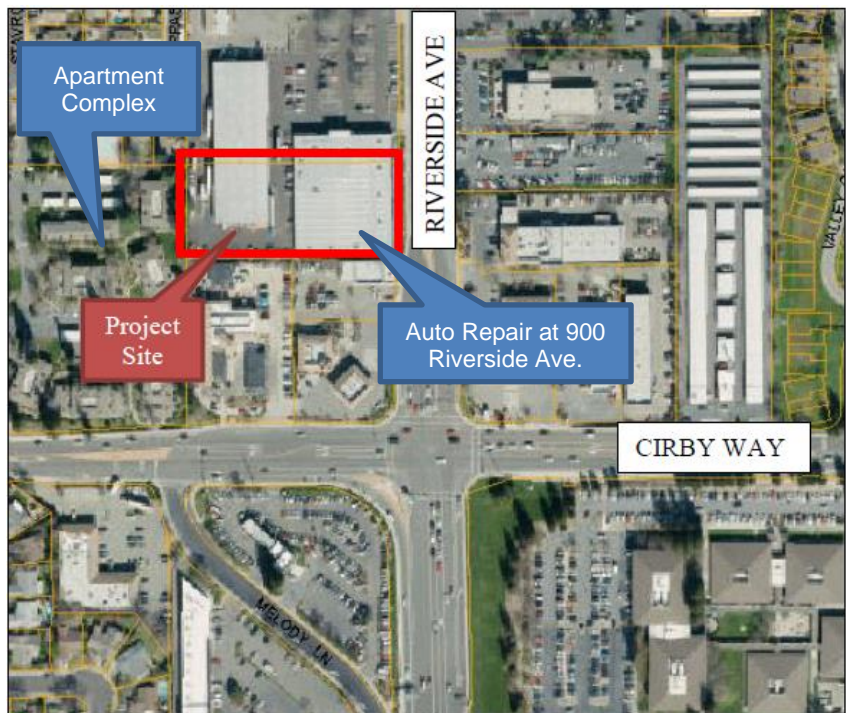 Apartment
Complex
RIVERSIDE AVE
Project
Site
Auto Repair at 900
Riverside Ave.
CIRBY WAY
MELODY LN